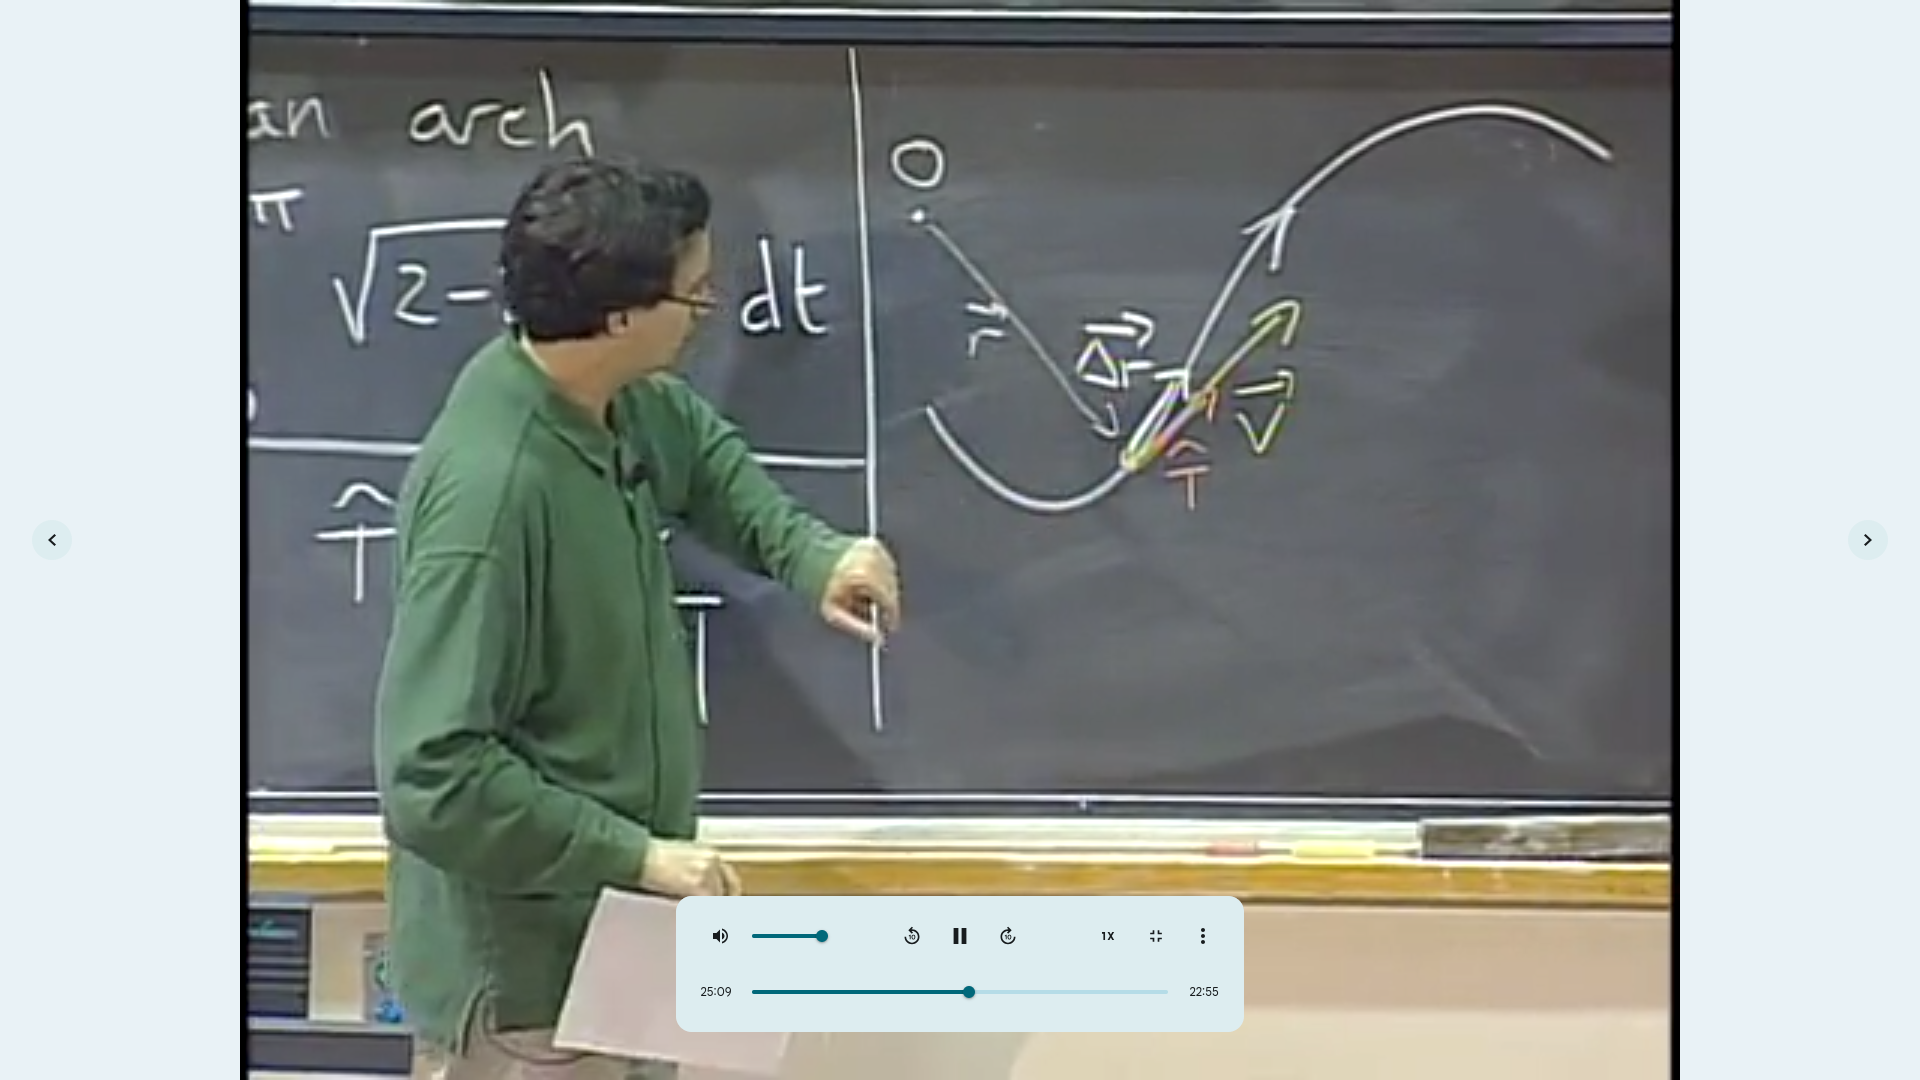 an arch
π
√2-
dt
T̂
T
O
r⃗
Δr⃗
v⃗
T̂
1X
25:09
22:55